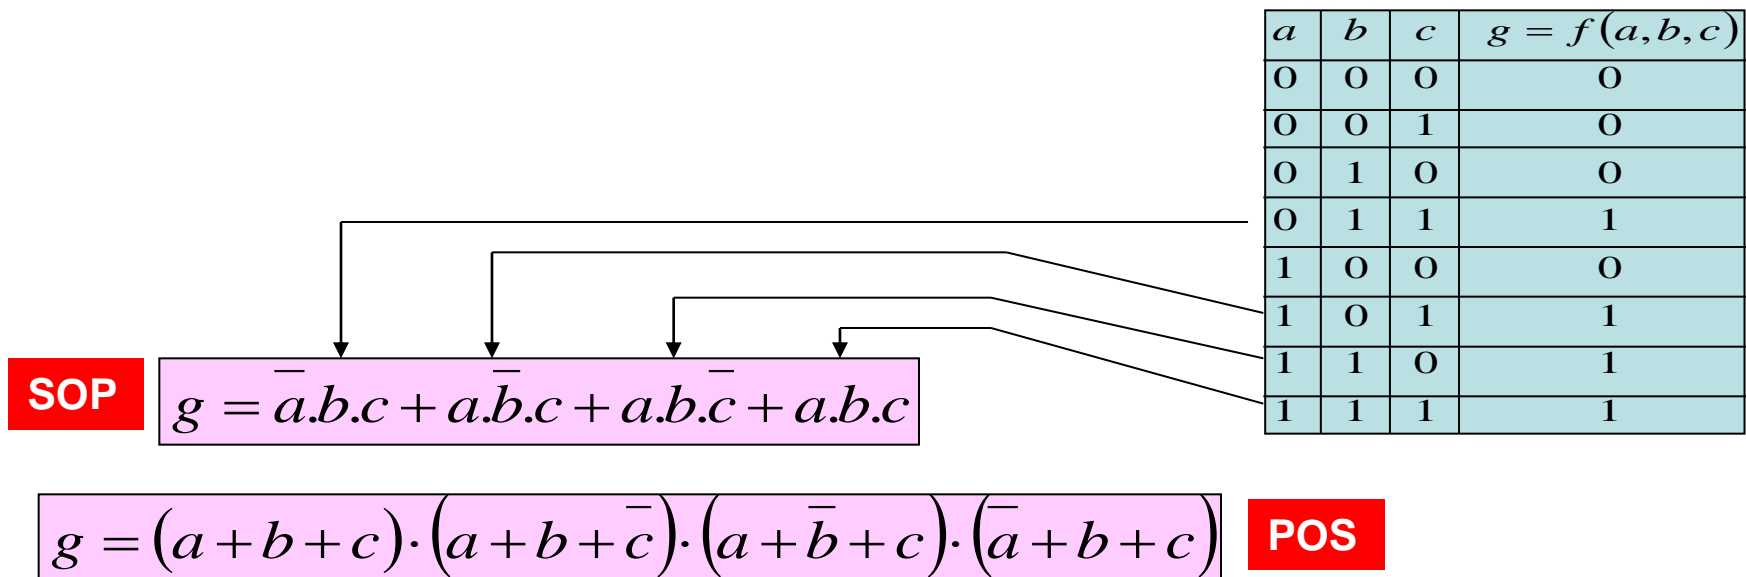 a b c g = f(a,b,c)
0 0 0 0
0 0 1 0
0 1 0 0
0 1 1 1
1 0 0 0
1 0 1 1
1 1 0 1
1 1 1 1
SOP g = a̅.b.c + a.b̅.c + a.b.c̅ + a.b.c
g = (a + b + c)·(a + b + c̅)·(a + b̅ + c)·(a̅ + b + c) POS